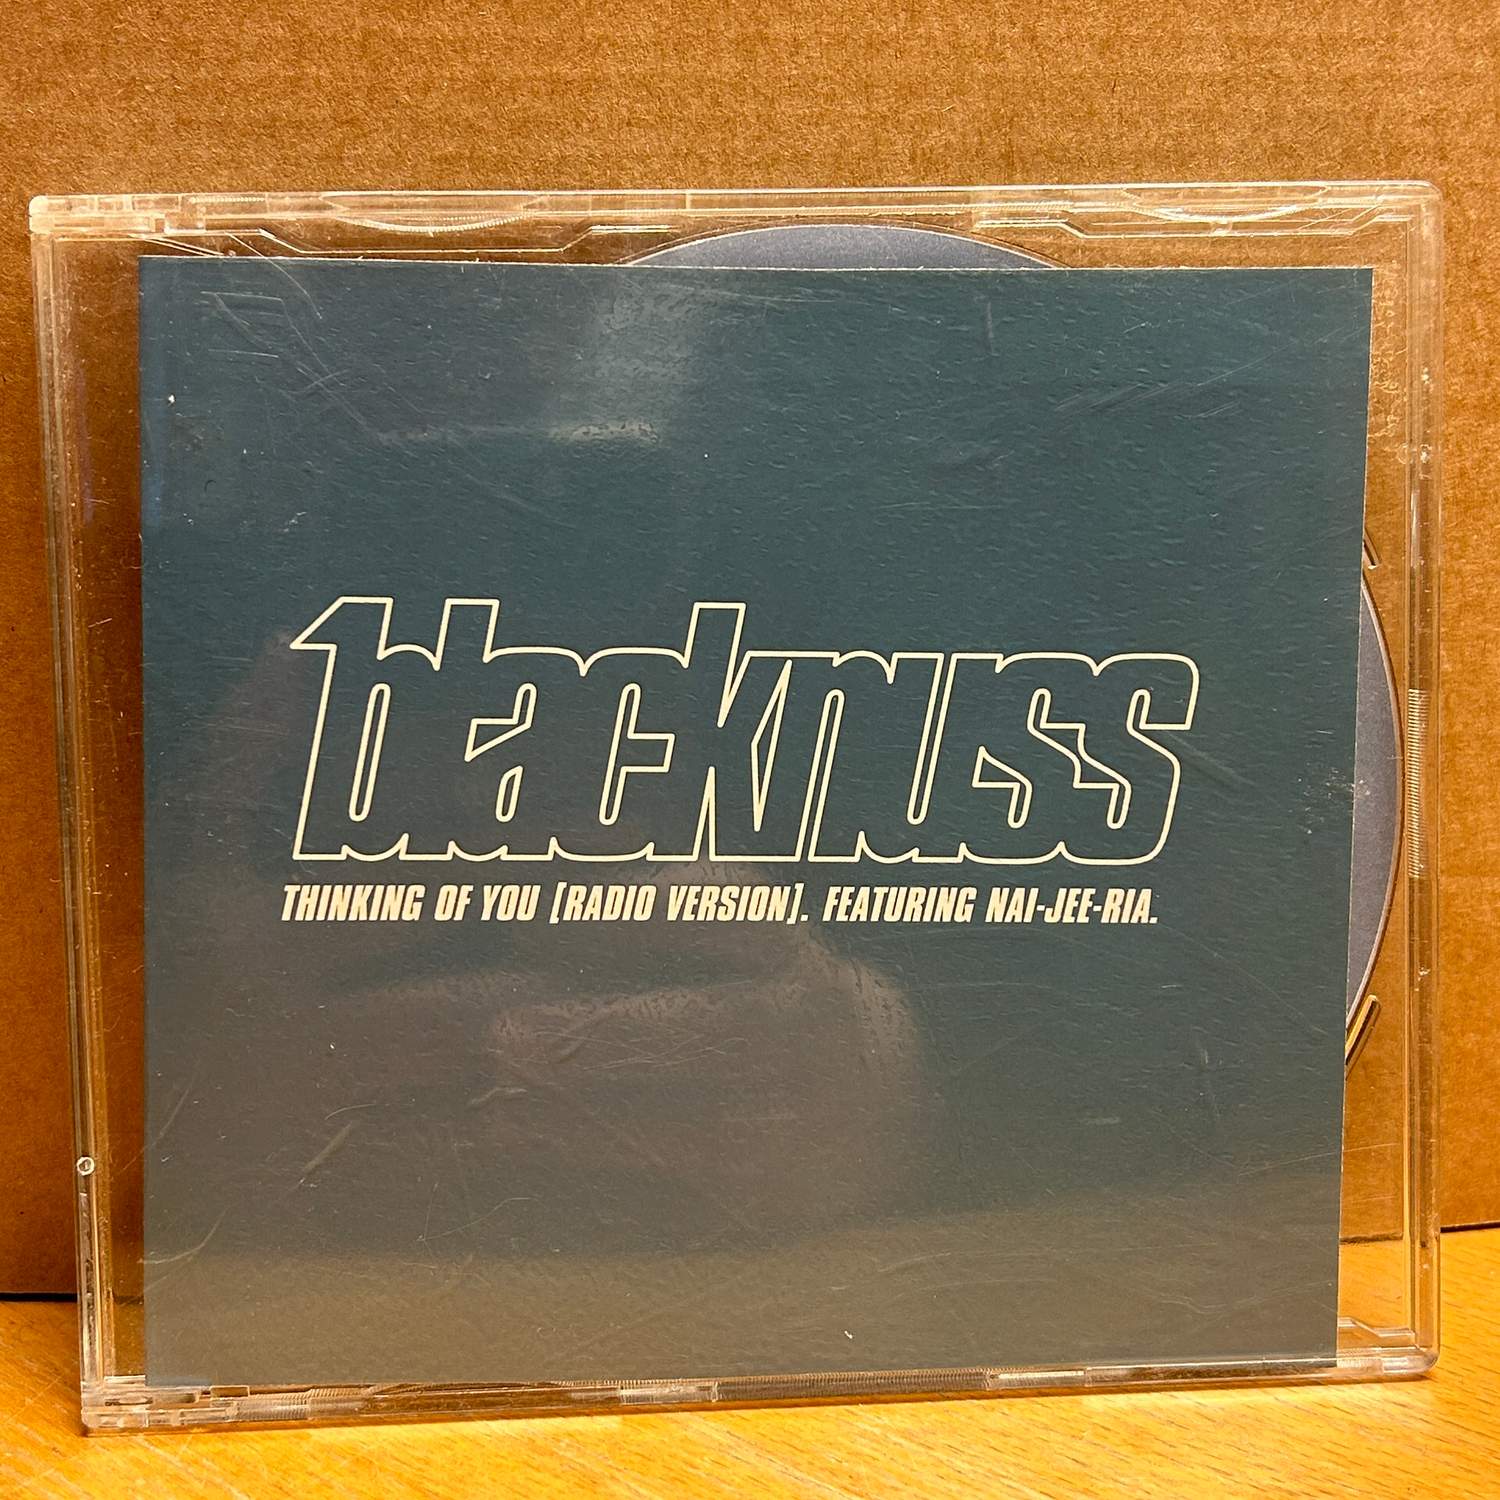 blacknuss
THINKING OF YOU [RADIO VERSION]. FEATURING NAI-JEE-RIA.